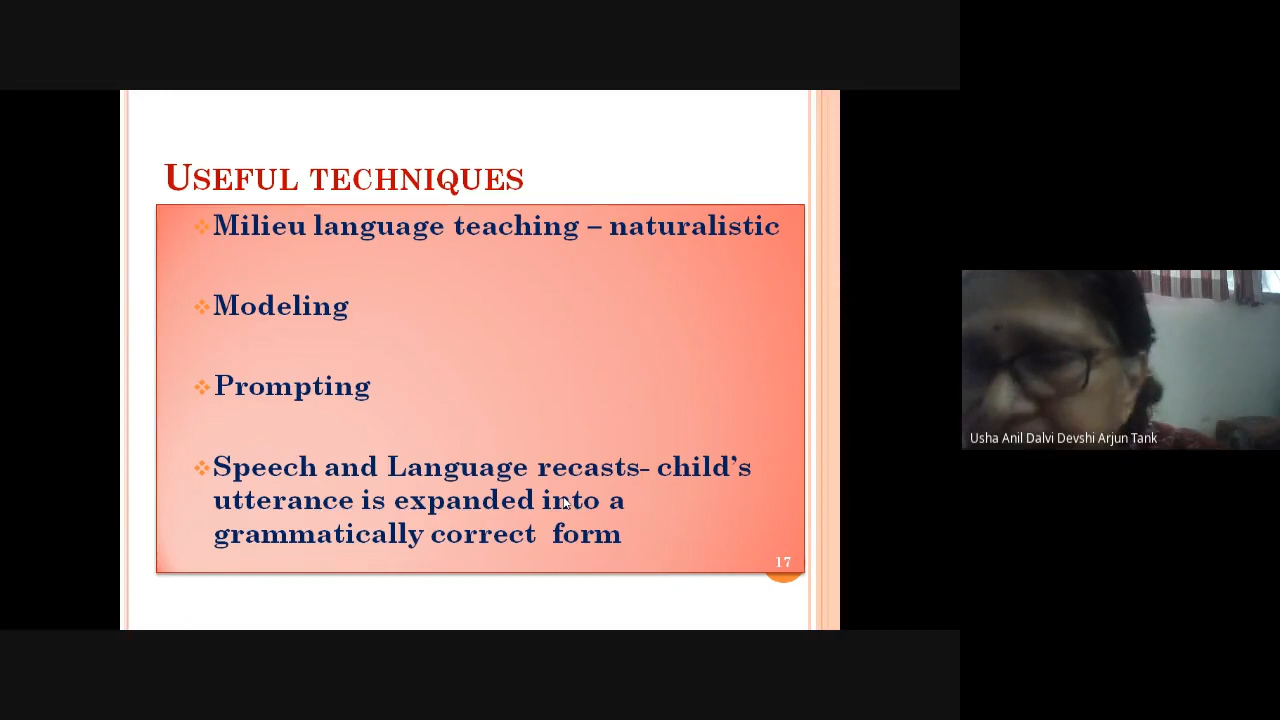 USEFUL TECHNIQUES
Milieu language teaching – naturalistic
Modeling
Prompting
Speech and Language recasts- child's
utterance is expanded into a
grammatically correct form
17
Usha Anil Dalvi Devshi Arjun Tank